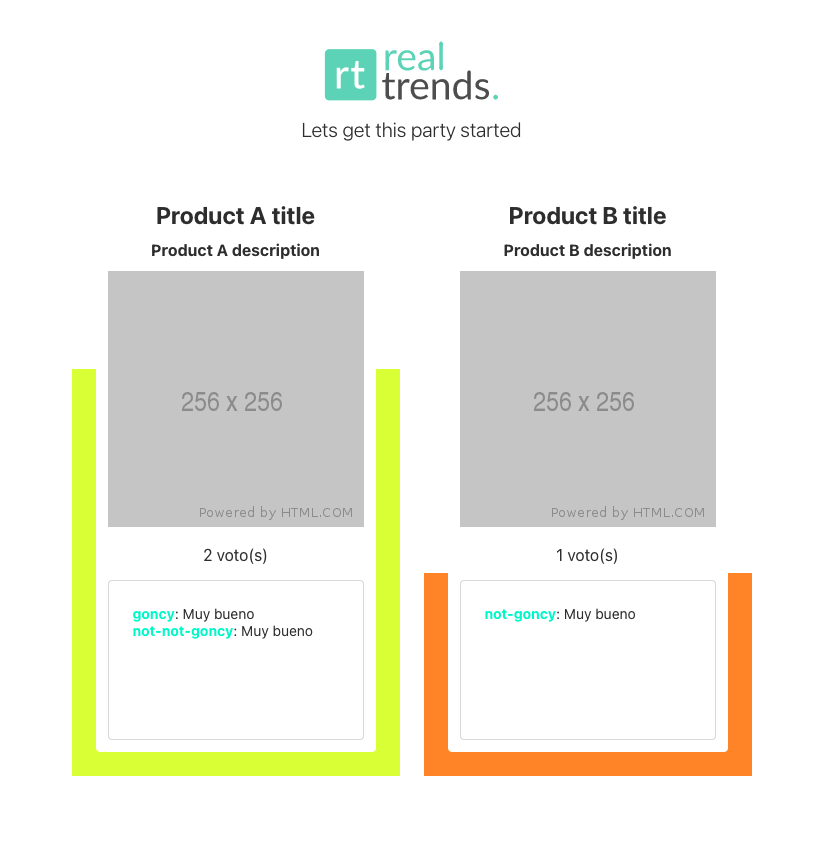 rt real
trends.
Lets get this party started
Product A title
Product A description
256 x 256
Powered by HTML.COM
2 voto(s)
goncy: Muy bueno
not-not-goncy: Muy bueno
Product B title
Product B description
256 x 256
Powered by HTML.COM
1 voto(s)
not-goncy: Muy bueno